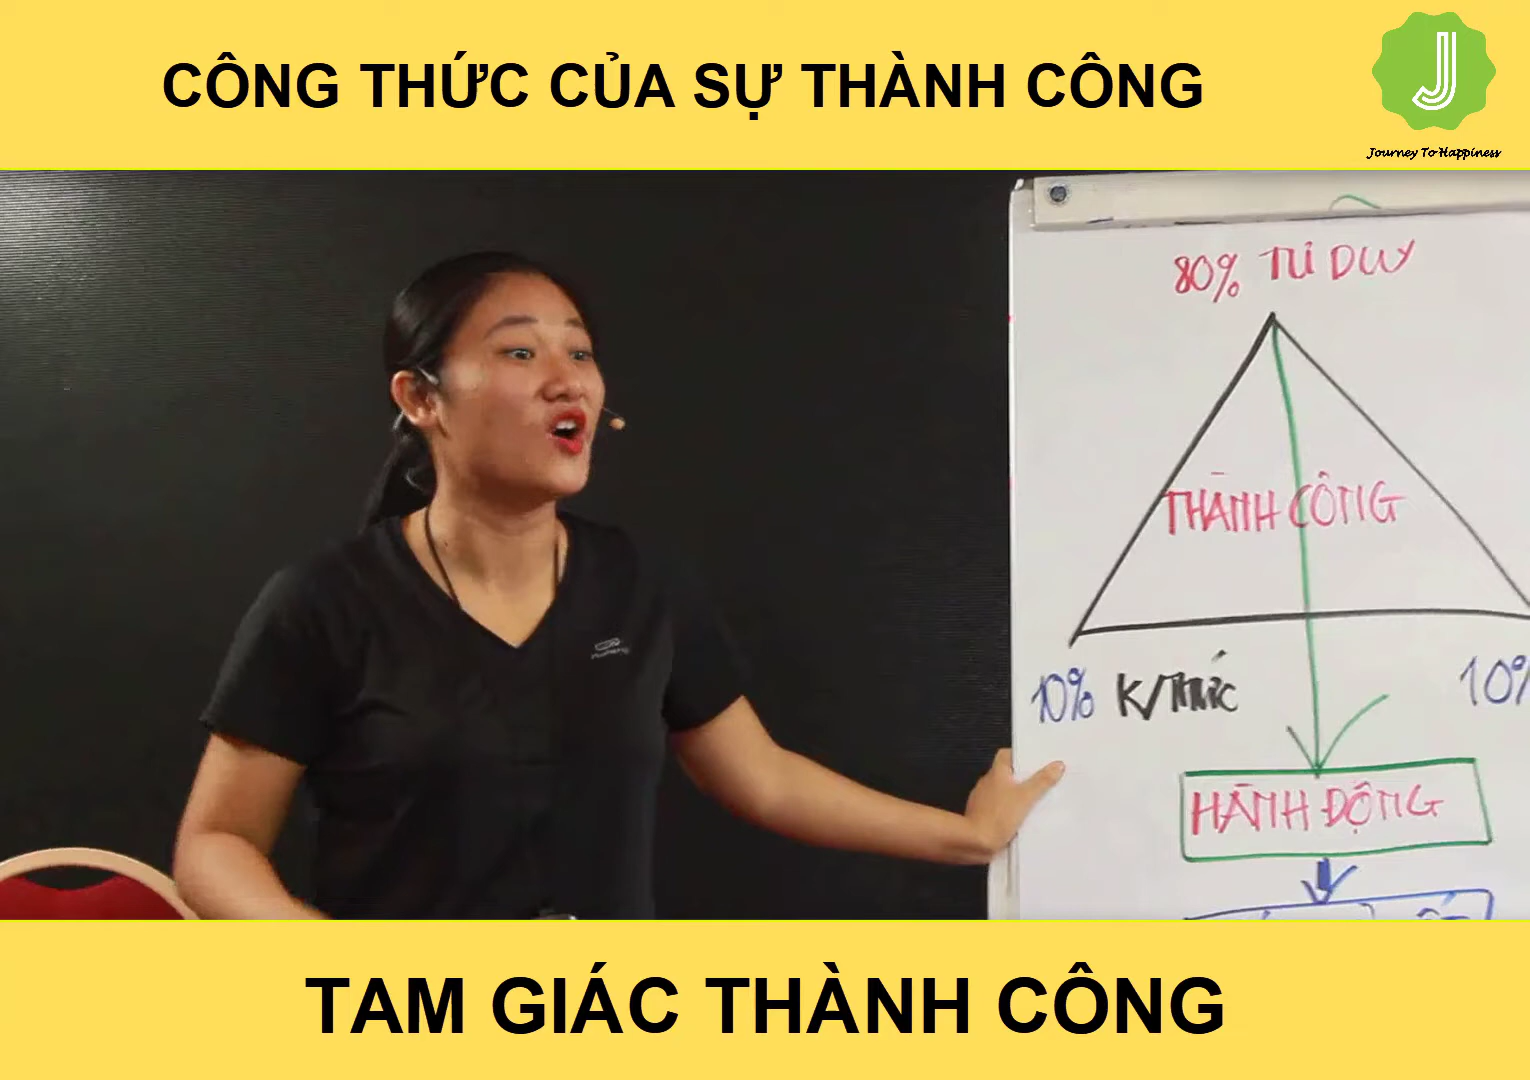 CÔNG THỨC CỦA SỰ THÀNH CÔNG
J
Journey To Happiness
80% TƯ DUY
THÀNH CÔNG
10% K/THỨC
10%
HÀNH ĐỘNG
TAM GIÁC THÀNH CÔNG